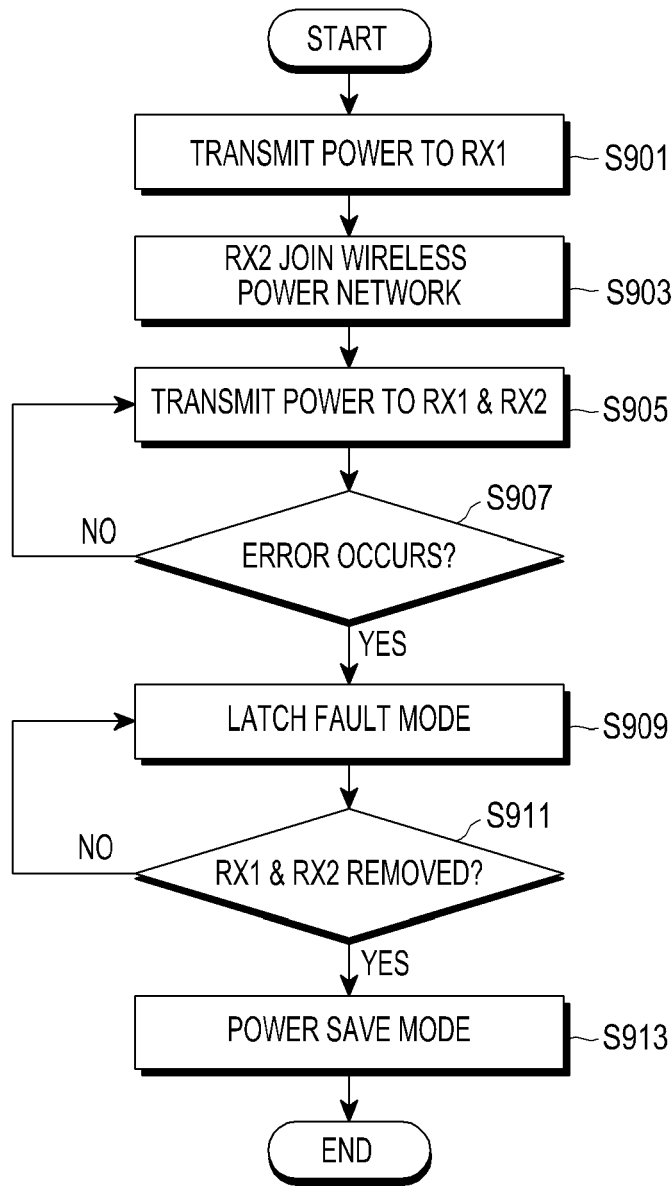 START
TRANSMIT POWER TO RX1
S901
RX2 JOIN WIRELESS
POWER NETWORK
S903
TRANSMIT POWER TO RX1 & RX2
S905
S907
NO
ERROR OCCURS?
YES
LATCH FAULT MODE
S909
S911
NO
RX1 & RX2 REMOVED?
YES
POWER SAVE MODE
S913
END